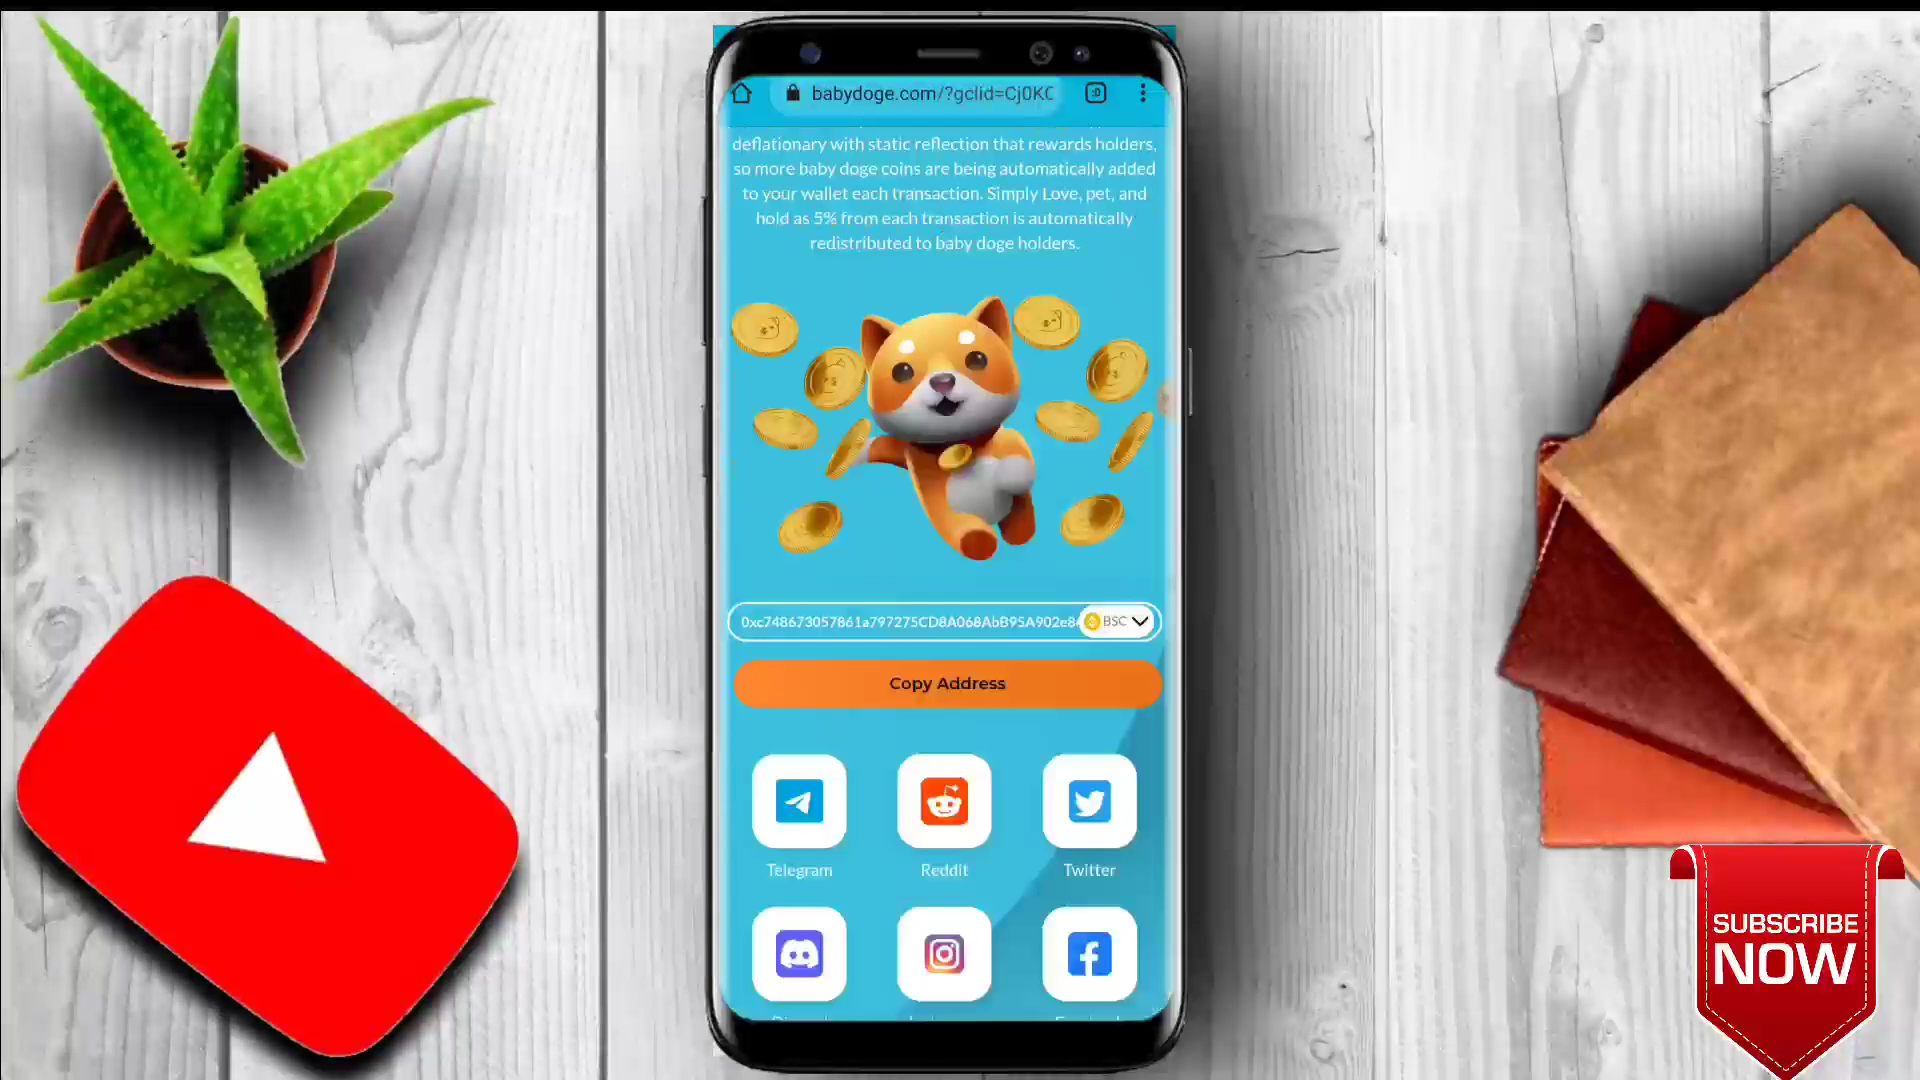 babydoge.com/?gclid=Cj0KC
:D
deflationary with static reflection that rewards holders,
so more baby doge coins are being automatically added
to your wallet each transaction. Simply Love, pet, and
hold as 5% from each transaction is automatically
redistributed to baby doge holders.
0xc748673057861a797275CD8A068AbB95A902e8
BSC
Copy Address
Telegram
Reddit
Twitter
SUBSCRIBE
NOW